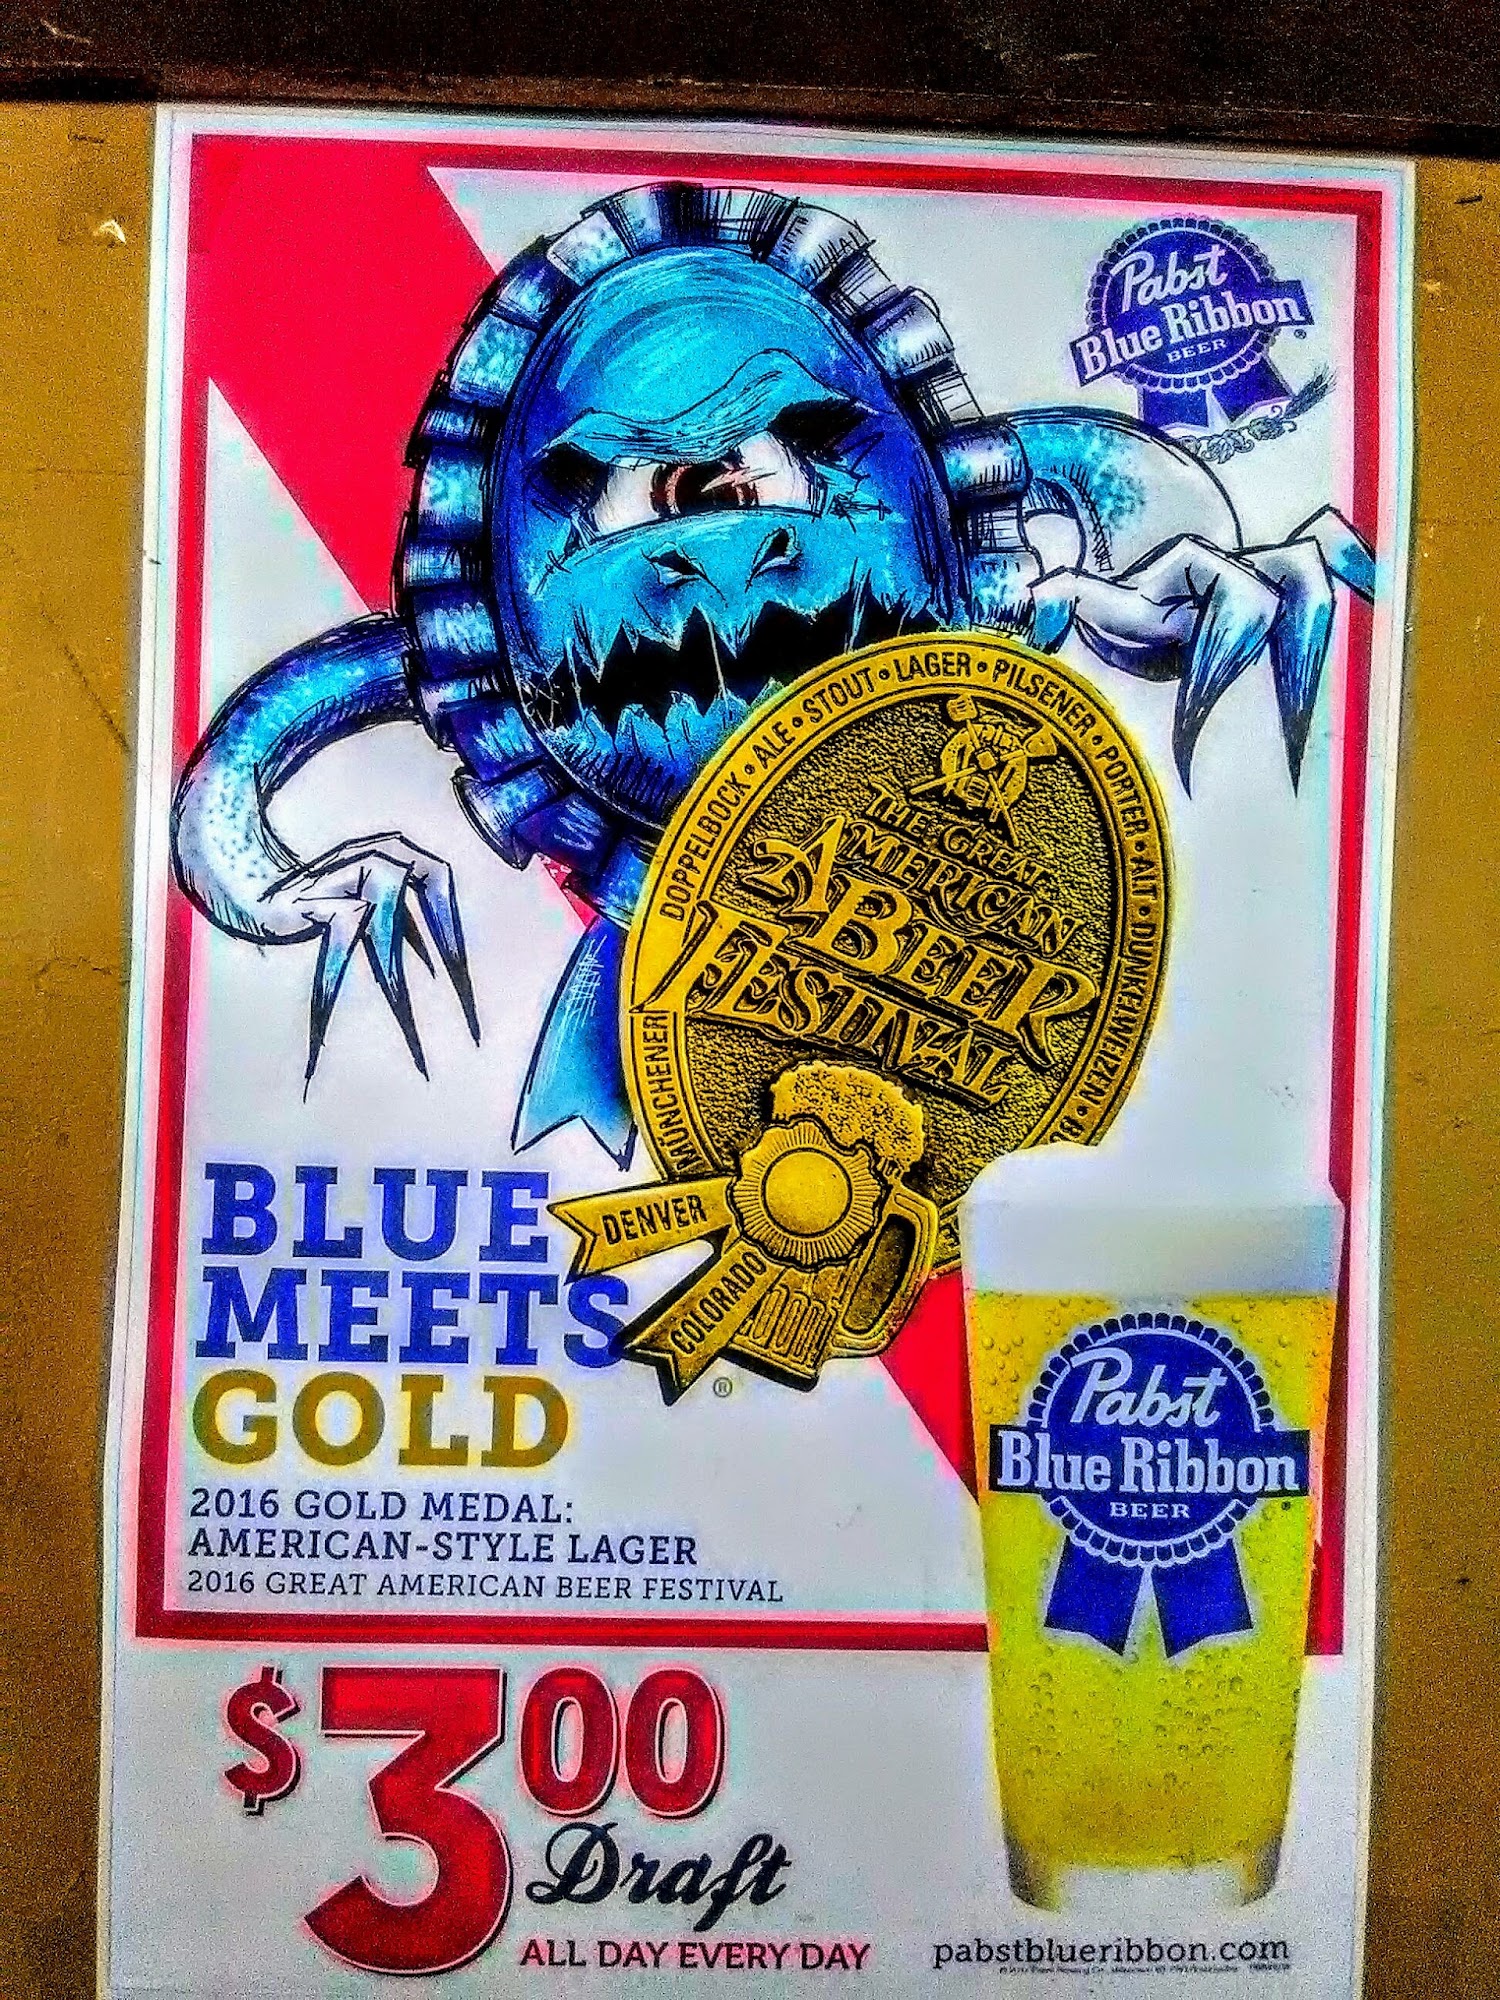 Pabst
Blue Ribbon®
BEER
DOPPELBOCK • ALE • STOUT • LAGER • PILSENER • PORTER • ALT • DUNKELWEIZEN •
MÜNCHENER
THE GREAT
AMERICAN
BEER
FESTIVAL
DENVER
COLORADO
®
BLUE
MEETS
GOLD
2016 GOLD MEDAL:
AMERICAN-STYLE LAGER
2016 GREAT AMERICAN BEER FESTIVAL
Pabst
Blue Ribbon®
BEER
$3.00
Draft
ALL DAY EVERY DAY
pabstblueribbon.com